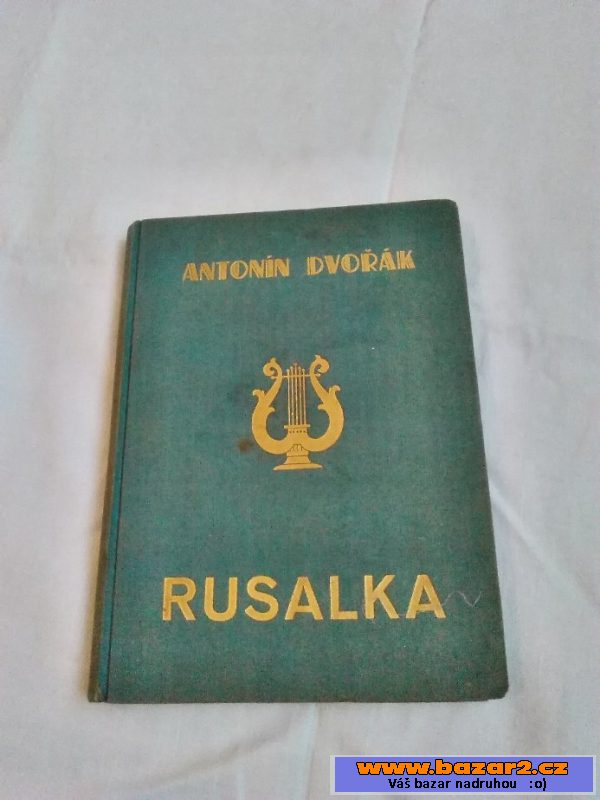 ANTONÍN DVOŘÁK
RUSALKA
www.bazar2.cz
Váš bazar nadruhou :o)